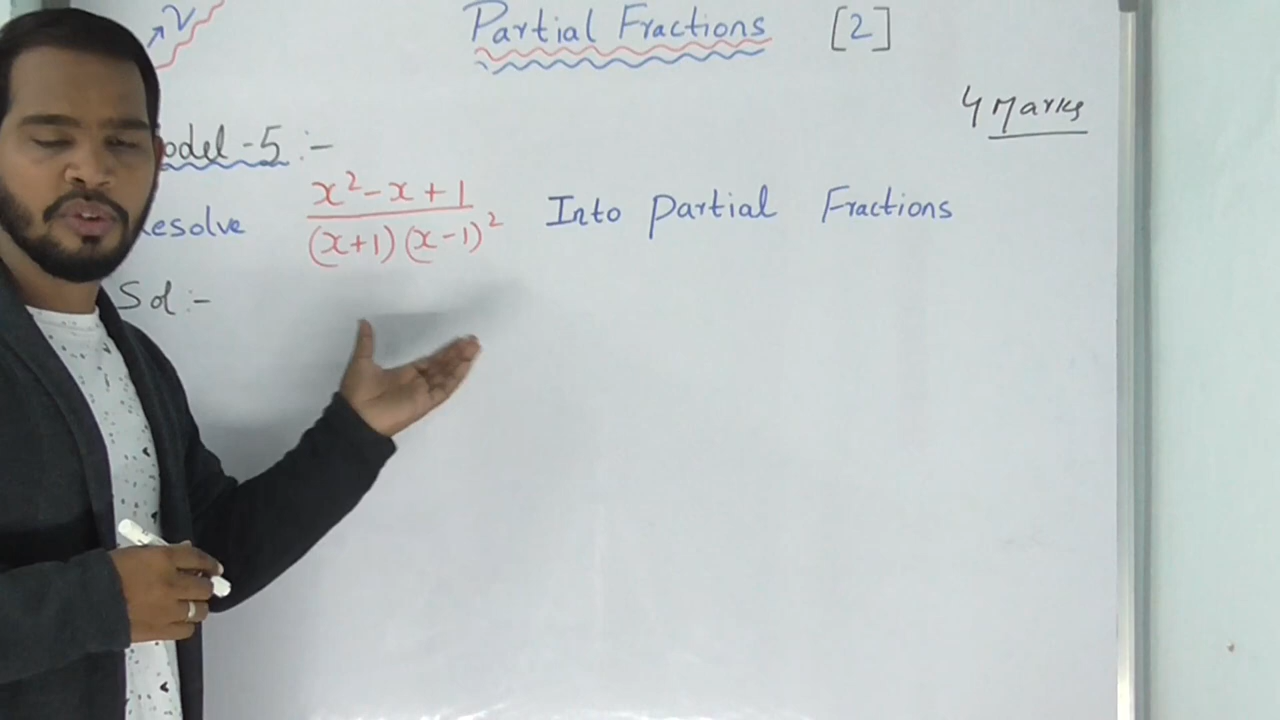 Partial Fractions [2]
4 Marks
odel-5:-
esolve x²-x+1/(x+1)(x-1)² Into Partial Fractions
Sol:-